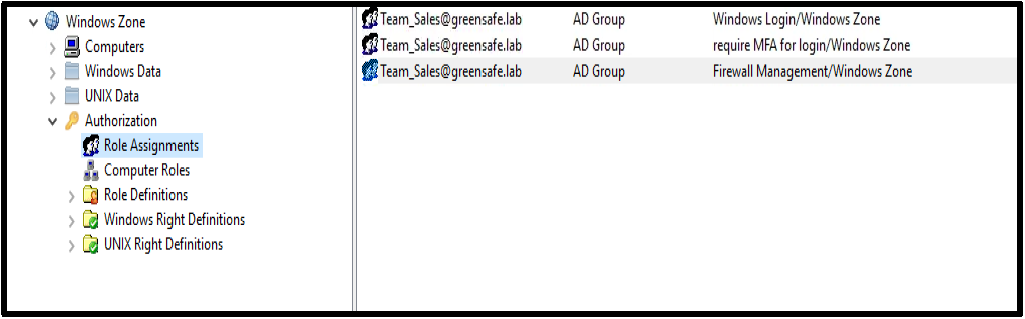 Windows Zone
Computers
Windows Data
UNIX Data
Authorization
Role Assignments
Computer Roles
Role Definitions
Windows Right Definitions
UNIX Right Definitions
Team_Sales@greensafe.lab AD Group Windows Login/Windows Zone
Team_Sales@greensafe.lab AD Group require MFA for login/Windows Zone
Team_Sales@greensafe.lab AD Group Firewall Management/Windows Zone